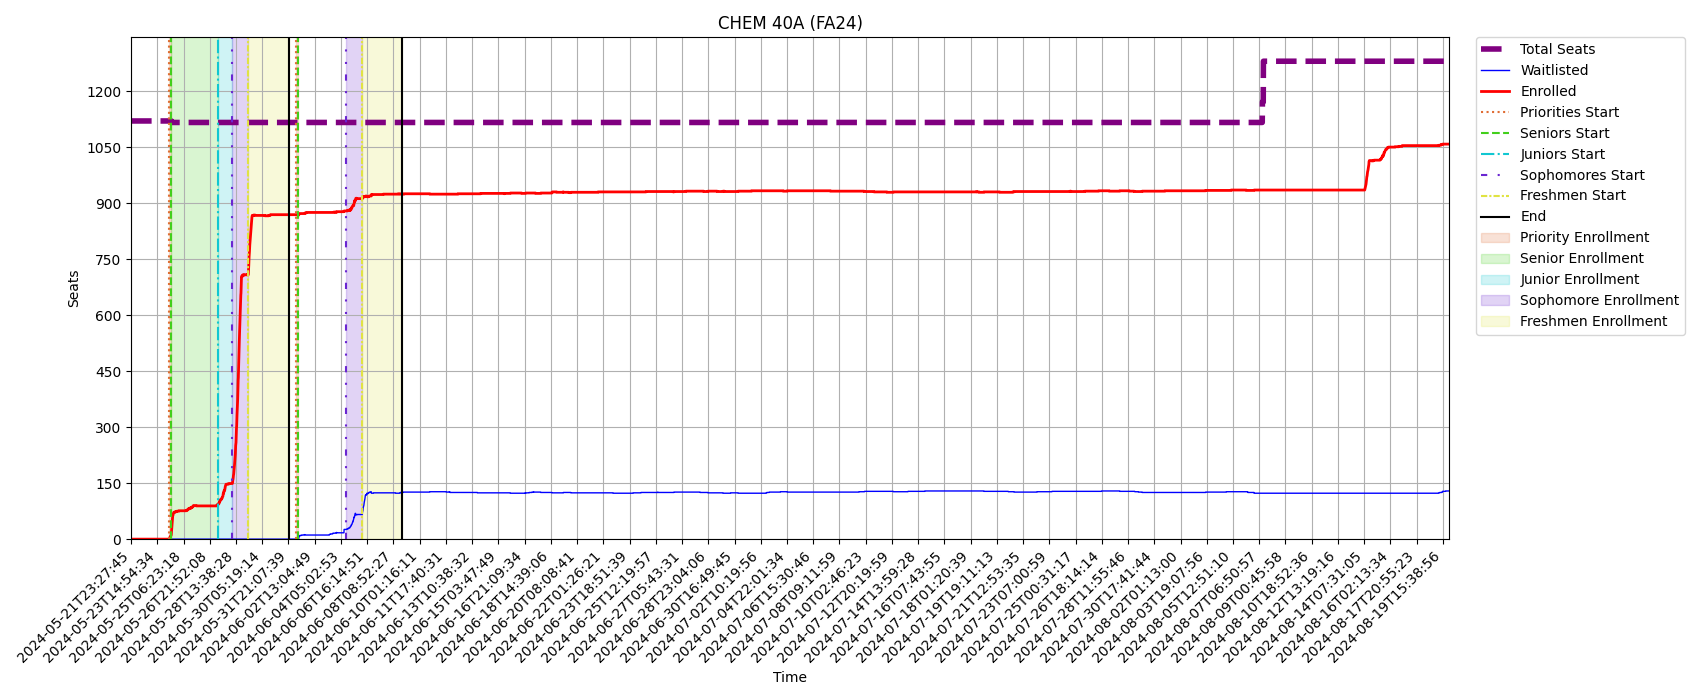 CHEM 40A (FA24)
Total Seats
Waitlisted
Enrolled
Priorities Start
Seniors Start
Juniors Start
Sophomores Start
Freshmen Start
End
Priority Enrollment
Senior Enrollment
Junior Enrollment
Sophomore Enrollment
Freshmen Enrollment
Seats
1200
1050
900
750
600
450
300
150
0
2024-05-21T23:27:45
2024-05-23T14:54:34
2024-05-25T06:23:18
2024-05-26T21:52:08
2024-05-28T13:38:28
2024-05-30T05:19:14
2024-05-31T21:07:39
2024-06-02T13:04:49
2024-06-04T05:02:53
2024-06-06T16:14:51
2024-06-08T08:52:27
2024-06-10T01:16:11
2024-06-11T17:40:31
2024-06-13T10:38:32
2024-06-15T03:47:49
2024-06-16T21:09:34
2024-06-18T14:39:06
2024-06-20T08:08:41
2024-06-22T01:26:21
2024-06-23T18:51:39
2024-06-25T12:19:57
2024-06-27T05:43:31
2024-06-28T23:04:06
2024-06-30T16:49:45
2024-07-02T10:19:56
2024-07-04T22:01:34
2024-07-06T15:30:46
2024-07-08T09:11:59
2024-07-10T02:46:23
2024-07-12T20:19:59
2024-07-14T13:59:28
2024-07-16T07:43:55
2024-07-18T01:20:39
2024-07-19T19:11:13
2024-07-21T12:53:35
2024-07-23T07:00:59
2024-07-25T00:31:17
2024-07-26T18:14:14
2024-07-28T11:55:46
2024-07-30T17:41:44
2024-08-02T01:13:00
2024-08-03T19:07:56
2024-08-05T12:51:10
2024-08-07T06:50:57
2024-08-09T00:45:58
2024-08-10T18:52:36
2024-08-12T13:19:16
2024-08-14T07:31:05
2024-08-16T02:13:34
2024-08-17T20:55:23
2024-08-19T15:38:56
Time